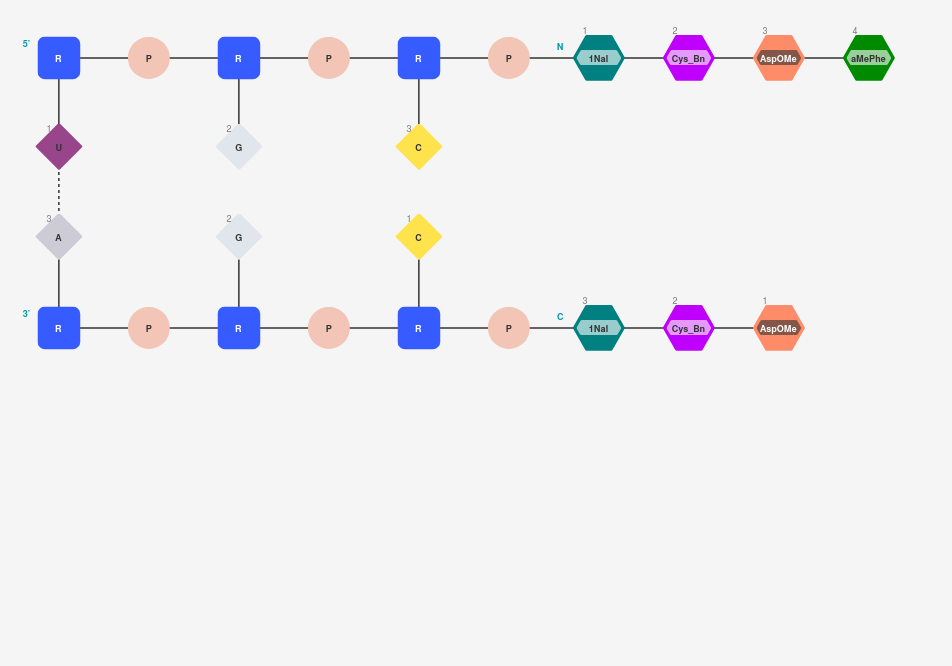 1 2 3 4
5' R P R P R P N 1Nal Cys_Bn AspOMe aMePhe
1 2 3
U G C
3 2 1
A G C
3 2 1
3' R P R P R P C 1Nal Cys_Bn AspOMe